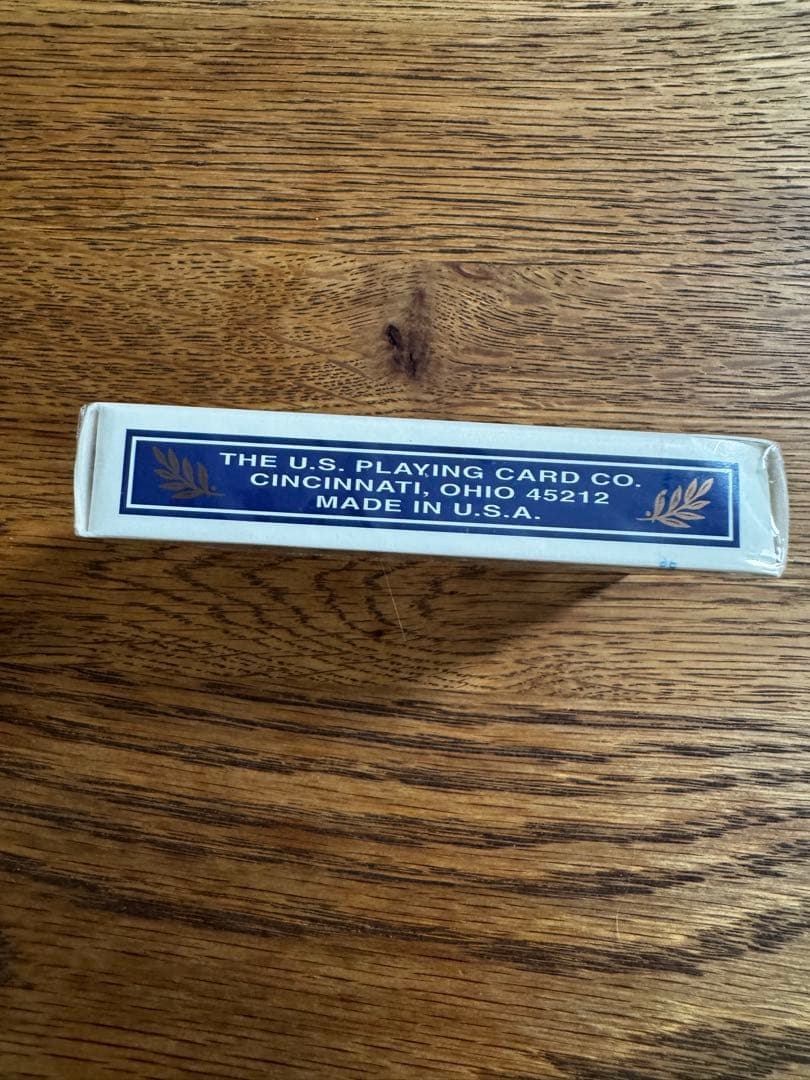 THE U.S. PLAYING CARD CO.
CINCINNATI, OHIO 45212
MADE IN U.S.A.